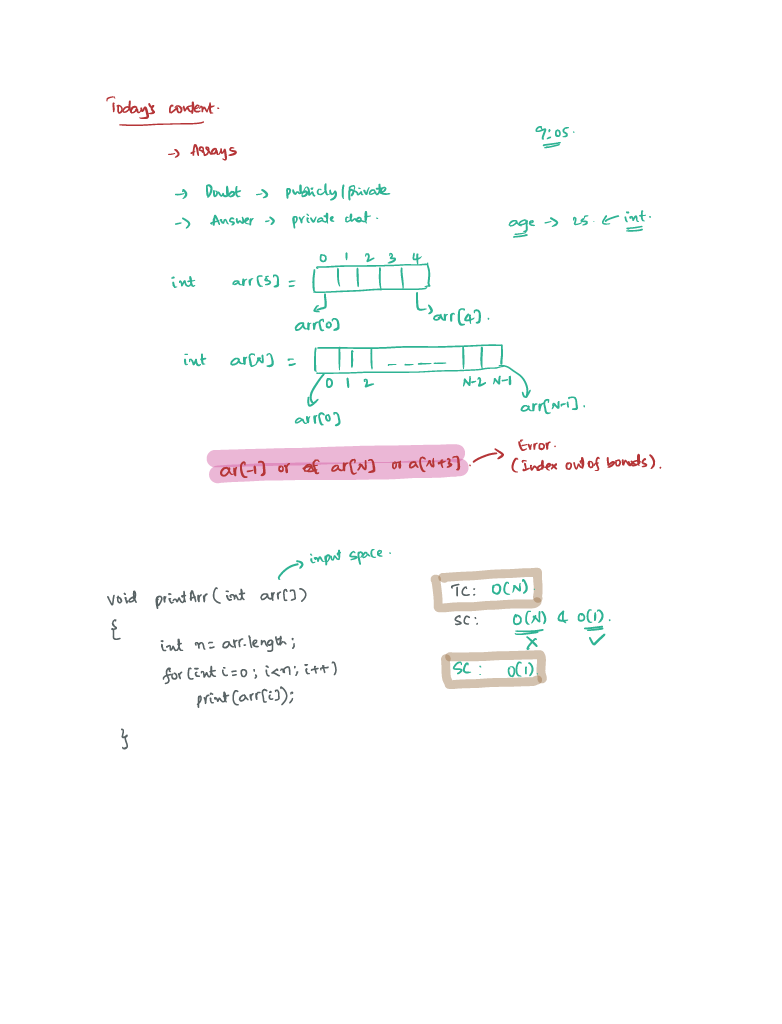 Today's content.
9:05.
→ Arrays
→ Doubt → publicly/private
→ Answer → private chat.
age → 25. ← int.
0 1 2 3 4
int arr[5] =
arr[0]
arr[4].
int ar[N] =
0 1 2 ---- N-2 N-1
arr[0]
arr[N-1].
Error.
ar[-1] or ar[N] or a[N+3].
(Index out of bonds).
input space.
void printArr(int arr[])
TC: O(N)
{
SC: O(N) & O(1).
int n = arr.length;
for(int i=0; i<n; i++)
SC: O(1)
print(arr[i]);
}